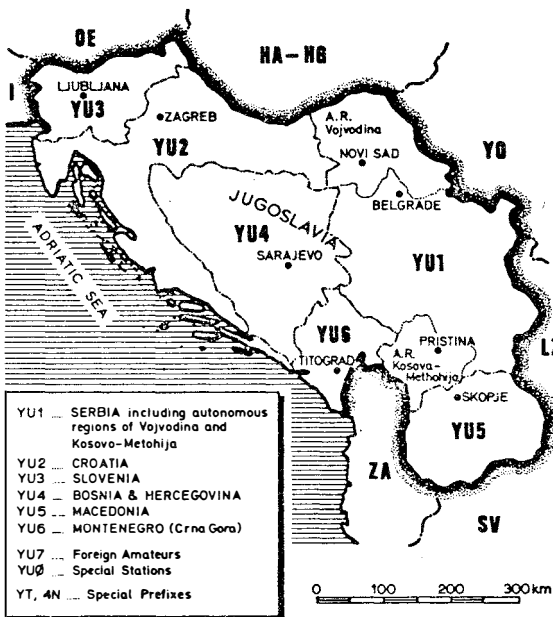 OE
HA-HG
I
LJUBLJANA
YU3
ZAGREB
YU2
A.R.
Vojvodina
NOVI SAD
YO
BELGRADE
JUGOSLAVIA
YU4
SARAJEVO
YU1
ADRIATIC SEA
YU6
TITOGRAD
PRISTINA
A.R.
Kosova-
Methohija
LZ
SKOPJE
YU5
ZA
SV
YU1 .... SERBIA including autonomous
regions of Vojvodina and
Kosovo-Metohija
YU2 .... CROATIA
YU3 .... SLOVENIA
YU4 .... BOSNIA & HERCEGOVINA
YU5 .... MACEDONIA
YU6 .... MONTENEGRO (Crna Gora)
YU7 .... Foreign Amateurs
YUØ .... Special Stations
YT, 4N .... Special Prefixes
0 100 200 300 km